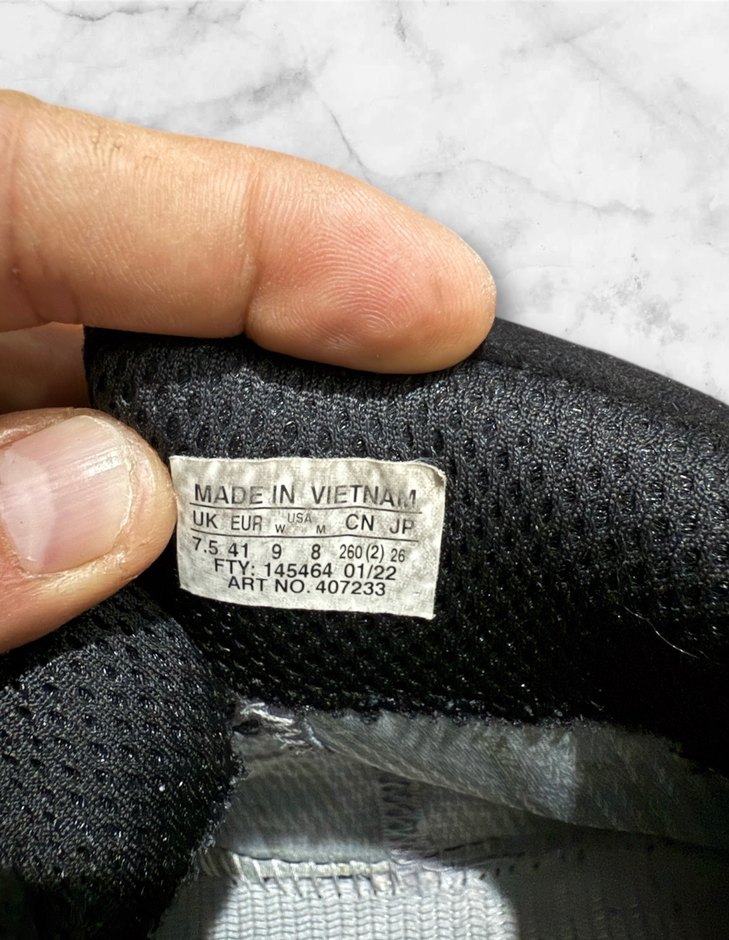 MADE IN VIETNAM
UK EUR W USA M CN JP
7.5 41 9 8 260(2) 26
FTY: 145464 01/22
ART NO. 407233